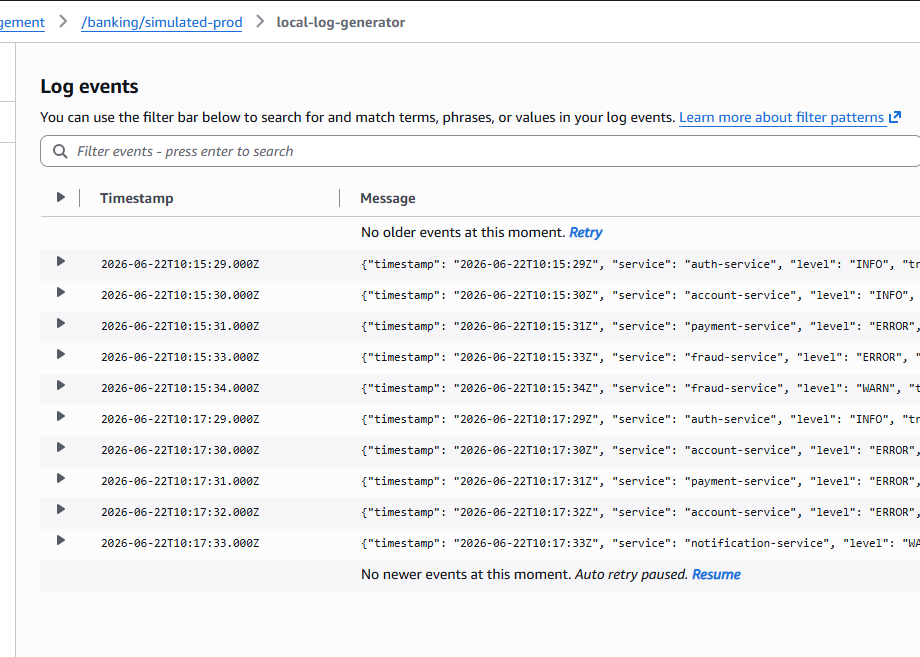 gement > /banking/simulated-prod > local-log-generator
Log events
You can use the filter bar below to search for and match terms, phrases, or values in your log events. Learn more about filter patterns
Filter events - press enter to search
Timestamp Message
No older events at this moment. Retry
2026-06-22T10:15:29.000Z {"timestamp": "2026-06-22T10:15:29Z", "service": "auth-service", "level": "INFO", "tr
2026-06-22T10:15:30.000Z {"timestamp": "2026-06-22T10:15:30Z", "service": "account-service", "level": "INFO",
2026-06-22T10:15:31.000Z {"timestamp": "2026-06-22T10:15:31Z", "service": "payment-service", "level": "ERROR",
2026-06-22T10:15:33.000Z {"timestamp": "2026-06-22T10:15:33Z", "service": "fraud-service", "level": "ERROR", "
2026-06-22T10:15:34.000Z {"timestamp": "2026-06-22T10:15:34Z", "service": "fraud-service", "level": "WARN", "t
2026-06-22T10:17:29.000Z {"timestamp": "2026-06-22T10:17:29Z", "service": "auth-service", "level": "INFO", "tr
2026-06-22T10:17:30.000Z {"timestamp": "2026-06-22T10:17:30Z", "service": "account-service", "level": "ERROR",
2026-06-22T10:17:31.000Z {"timestamp": "2026-06-22T10:17:31Z", "service": "payment-service", "level": "ERROR",
2026-06-22T10:17:32.000Z {"timestamp": "2026-06-22T10:17:32Z", "service": "account-service", "level": "ERROR",
2026-06-22T10:17:33.000Z {"timestamp": "2026-06-22T10:17:33Z", "service": "notification-service", "level": "WA
No newer events at this moment. Auto retry paused. Resume